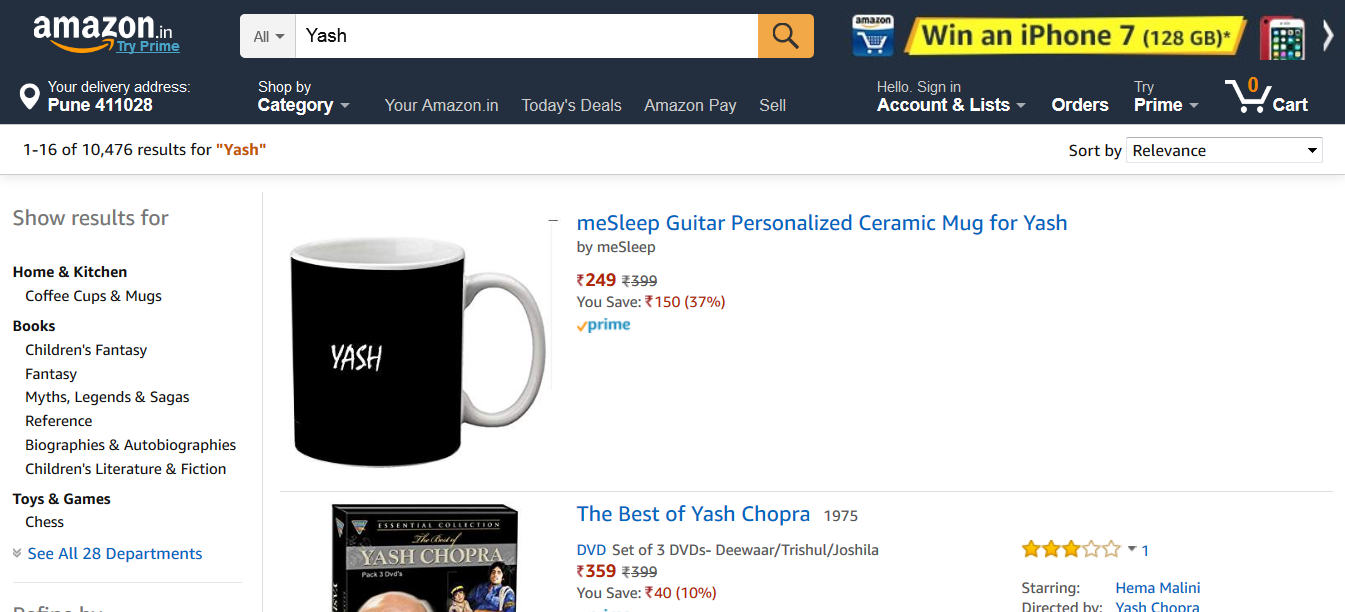 amazon.in
Try Prime
All
Yash
amazon
Win an iPhone 7 (128 GB)*
Your delivery address:
Pune 411028
Shop by
Category
Your Amazon.in
Today's Deals
Amazon Pay
Sell
Hello. Sign in
Account & Lists
Orders
Try
Prime
0
Cart
1-16 of 10,476 results for "Yash"
Sort by Relevance
Show results for
Home & Kitchen
Coffee Cups & Mugs
Books
Children's Fantasy
Fantasy
Myths, Legends & Sagas
Reference
Biographies & Autobiographies
Children's Literature & Fiction
Toys & Games
Chess
See All 28 Departments
Refine by
YASH
meSleep Guitar Personalized Ceramic Mug for Yash
by meSleep
₹249 ₹399
You Save: ₹150 (37%)
prime
ESSENTIAL COLLECTION
The Best of
YASH CHOPRA
Pack 3 Dvd's
The Best of Yash Chopra 1975
DVD Set of 3 DVDs- Deewaar/Trishul/Joshila
₹359 ₹399
You Save: ₹40 (10%)
1
Starring: Hema Malini
Directed by: Yash Chopra